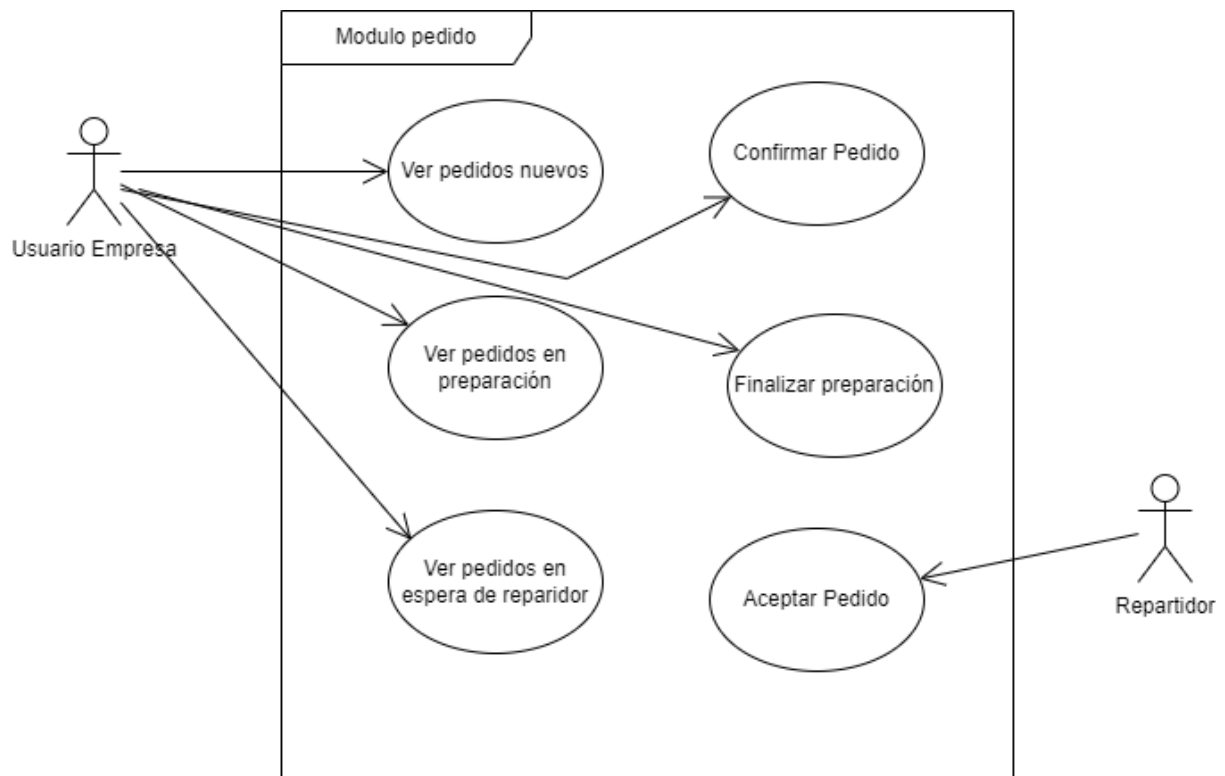 Modulo pedido
Ver pedidos nuevos
Confirmar Pedido
Usuario Empresa
Ver pedidos en
preparación
Finalizar preparación
Ver pedidos en
espera de reparidor
Aceptar Pedido
Repartidor